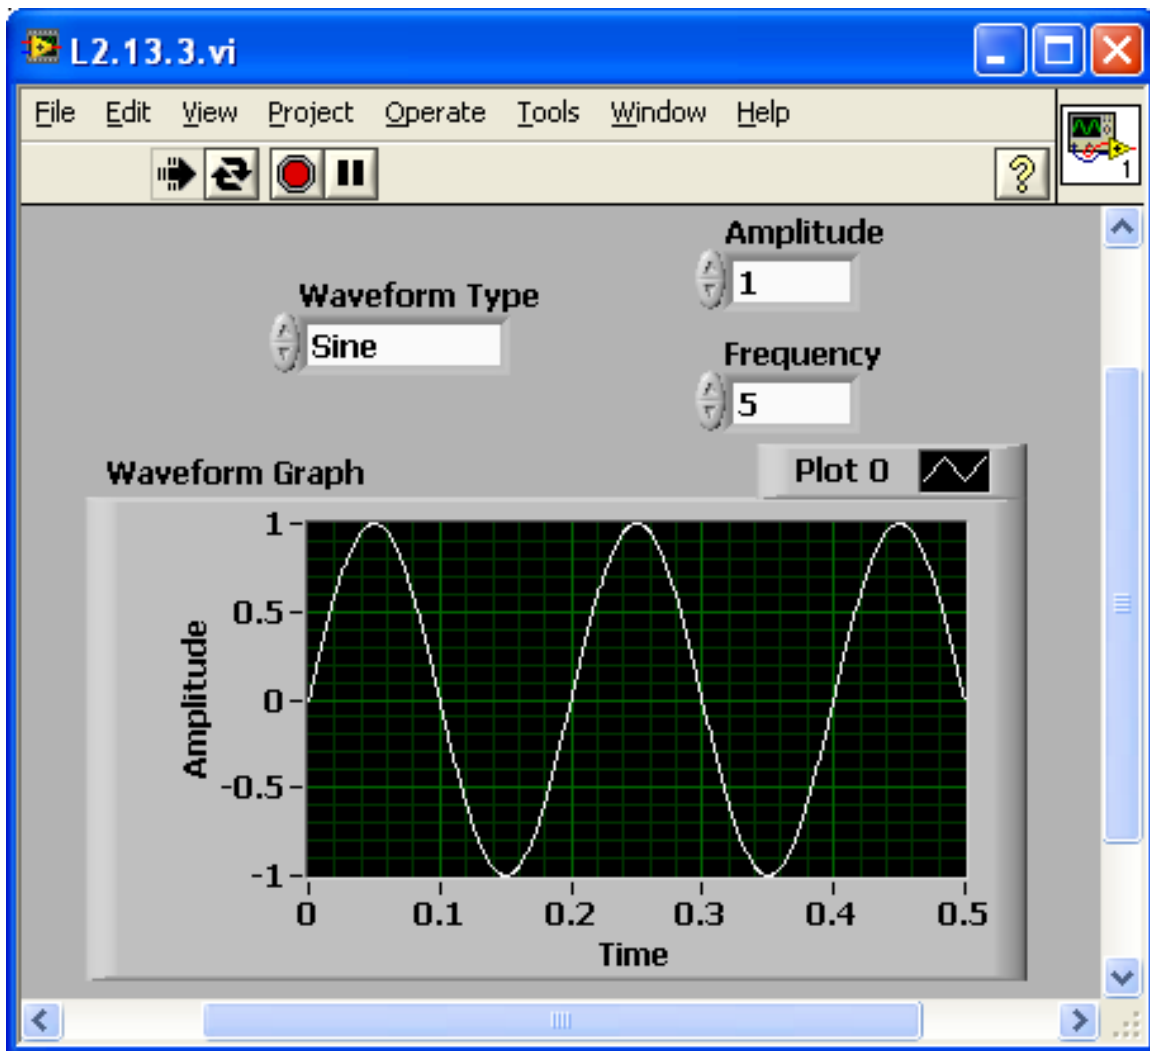 L2.13.3.vi
File Edit View Project Operate Tools Window Help
?
1
Amplitude
1
Waveform Type
Sine
Frequency
5
Waveform Graph
Plot 0
1
0.5
0
-0.5
-1
Amplitude
0 0.1 0.2 0.3 0.4 0.5
Time